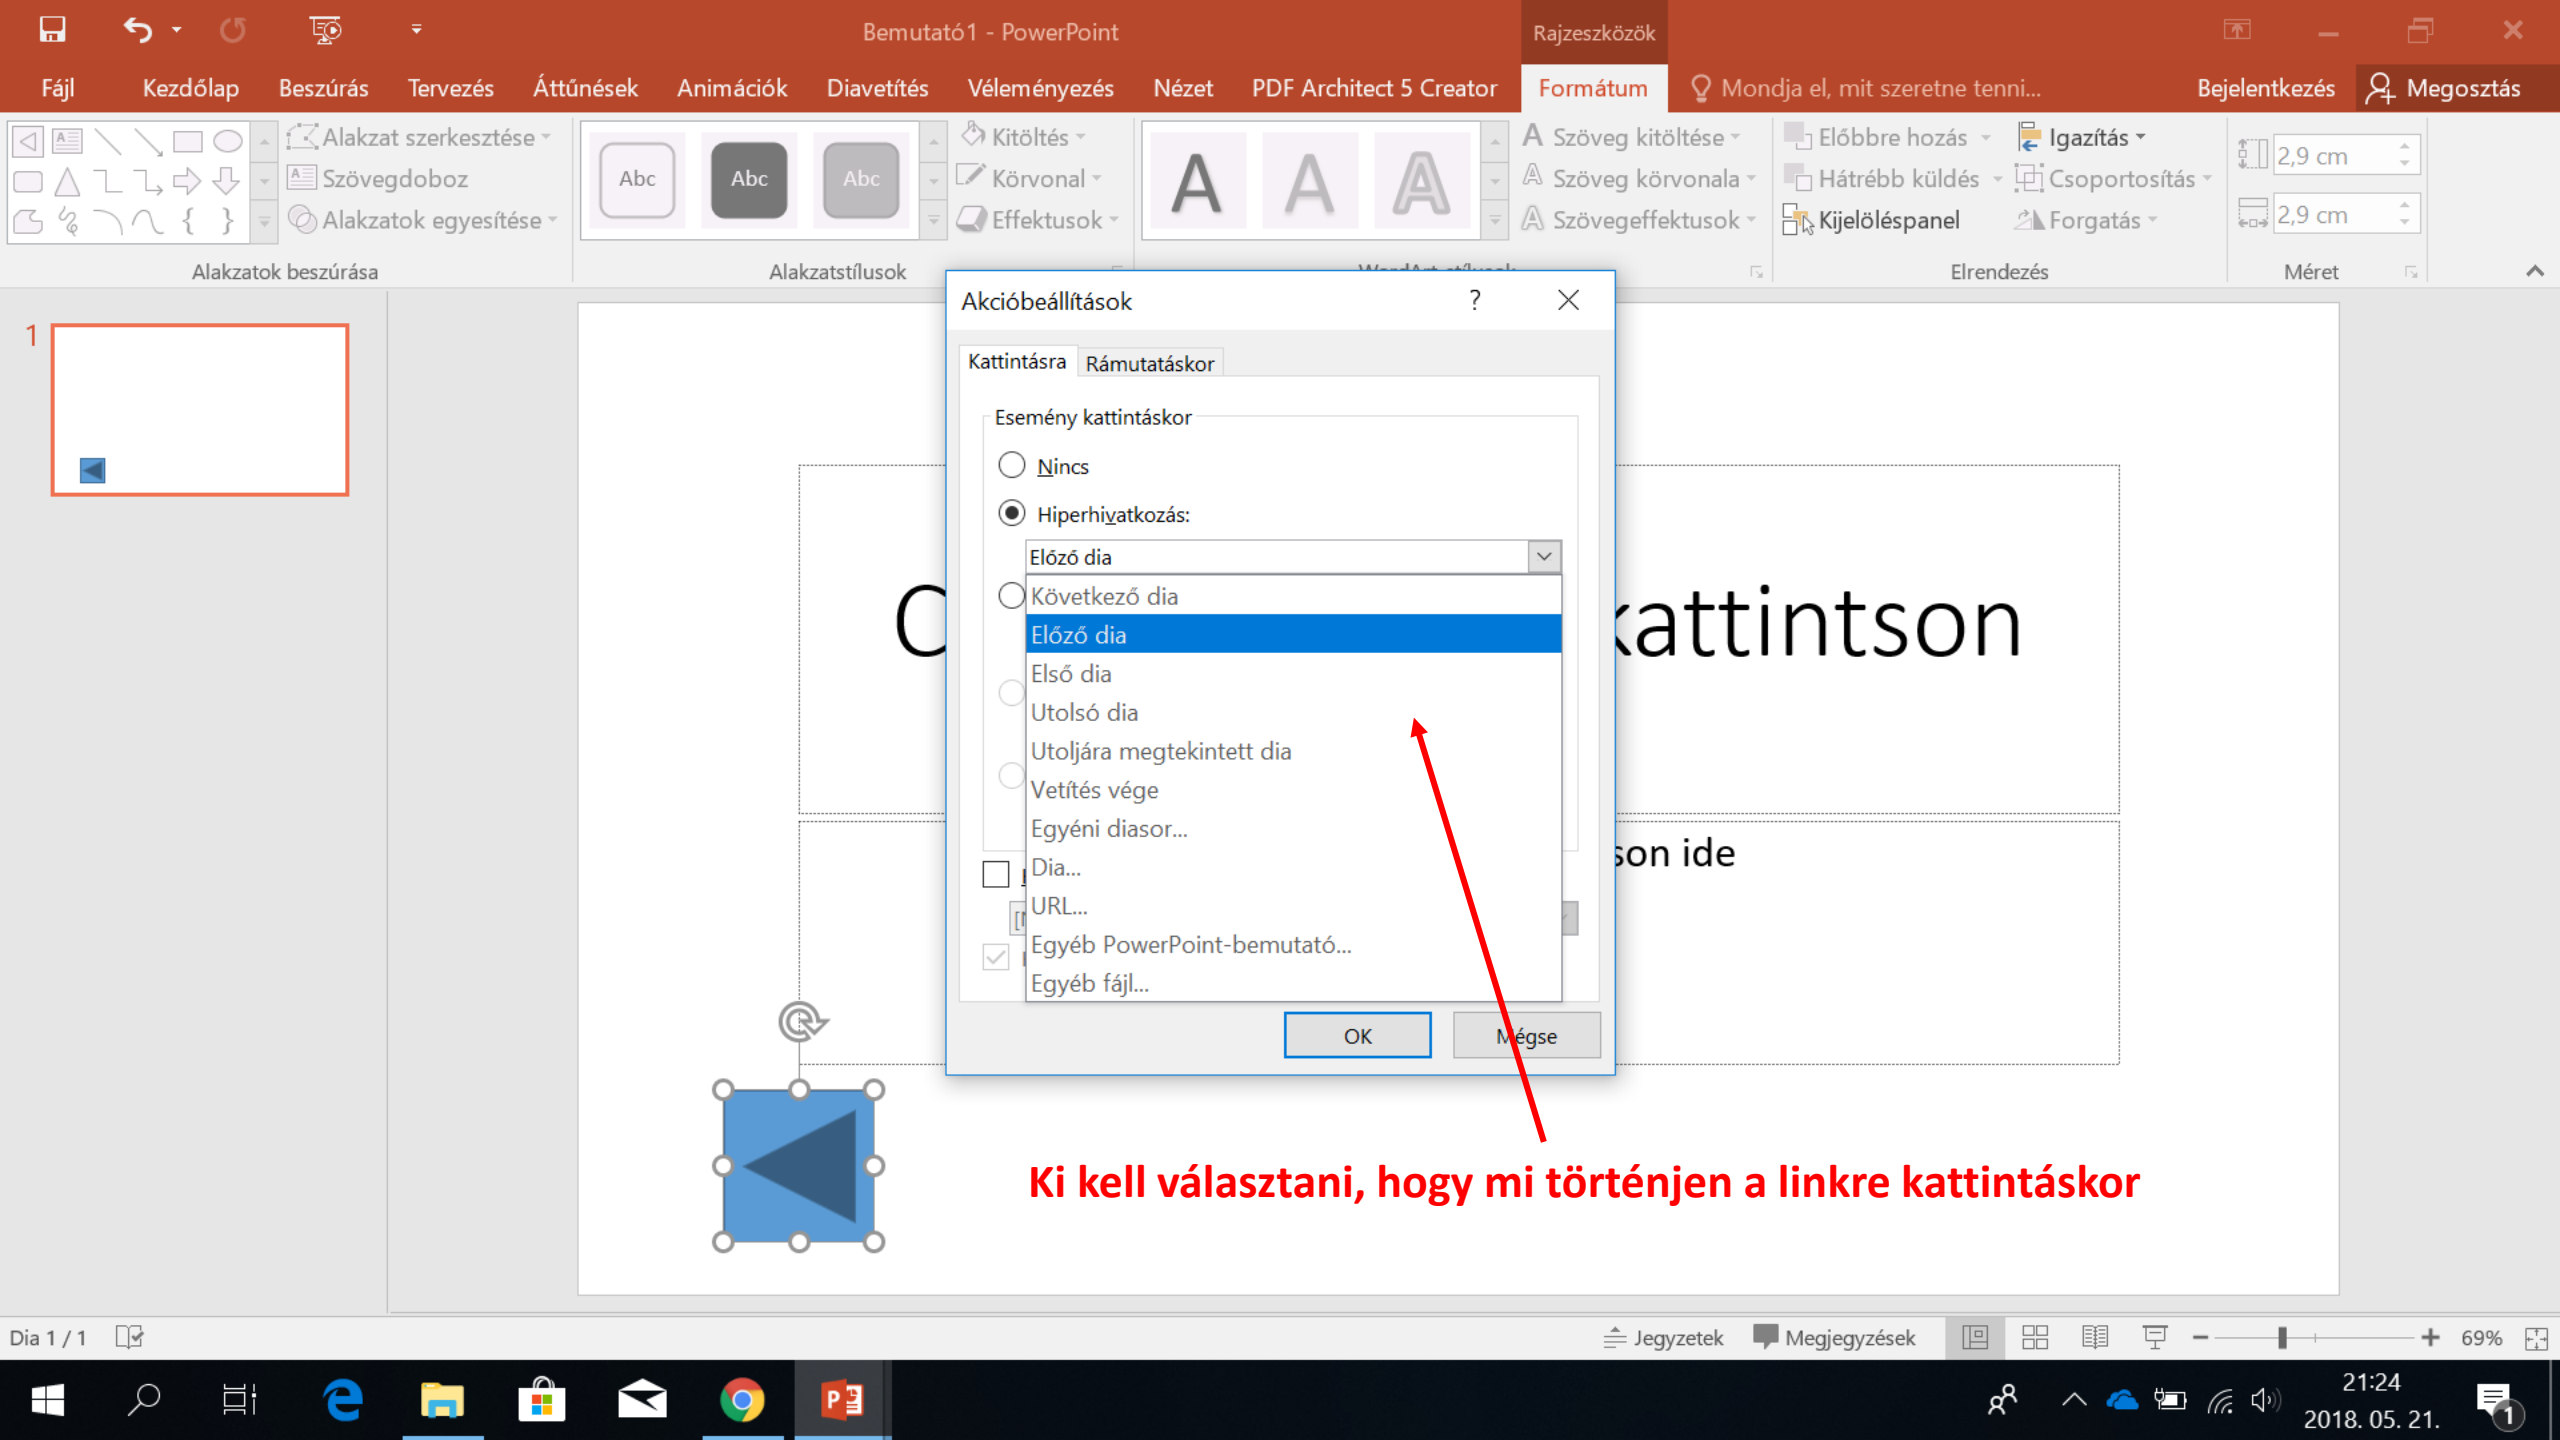 Bemutató1 - PowerPoint
Rajzeszközök
Fájl Kezdőlap Beszúrás Tervezés Áttűnések Animációk Diavetítés Véleményezés Nézet PDF Architect 5 Creator Formátum Mondja el, mit szeretne tenni... Bejelentkezés Megosztás
Alakzat szerkesztése
Szövegdoboz
Alakzatok egyesítése
Alakzatok beszúrása
Abc Abc Abc
Kitöltés
Körvonal
Effektusok
Alakzatstílusok
A A A
Szöveg kitöltése
Szöveg körvonala
Szövegeffektusok
Előbbre hozás
Hátrébb küldés
Kijelöléspanel
Igazítás
Csoportosítás
Forgatás
Elrendezés
2,9 cm
2,9 cm
Méret
1
Akcióbeállítások ?
Kattintásra Rámutatáskor
Esemény kattintáskor
Nincs
Hiperhivatkozás:
Előző dia
Következő dia
Előző dia
Első dia
Utolsó dia
Utoljára megtekintett dia
Vetítés vége
Egyéni diasor...
Dia...
URL...
Egyéb PowerPoint-bemutató...
Egyéb fájl...
OK Mégse
kattintson
ide
Ki kell választani, hogy mi történjen a linkre kattintáskor
Dia 1 / 1
Jegyzetek Megjegyzések 69%
21:24
2018. 05. 21.
1